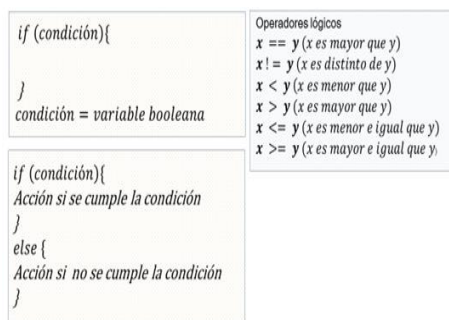 if (condición){
}
condición = variable booleana
if (condición){
Acción si se cumple la condición
}
else {
Acción si no se cumple la condición
}
Operadores lógicos
x == y (x es mayor que y)
x! = y (x es distinto de y)
x < y (x es menor que y)
x > y (x es mayor que y)
x <= y (x es menor e igual que y)
x >= y (x es mayor e igual que y)